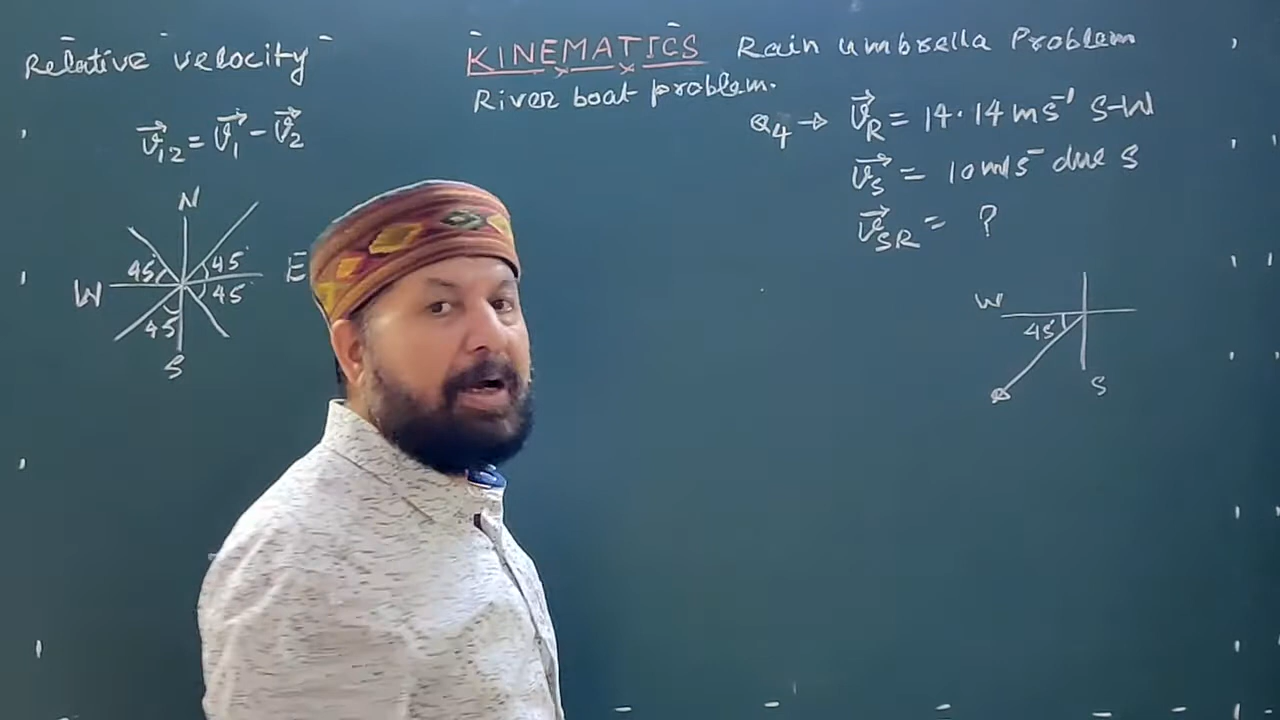 Relative velocity
KINEMATICS Rain umbrella Problem
River boat problem.
v⃗12 = v⃗1 - v⃗2
Q4 → v⃗R = 14.14 ms⁻¹ S-W
v⃗S = 10 ms⁻ due S
v⃗SR = ?
N
45 45
W E
45 45
S
W
45
S